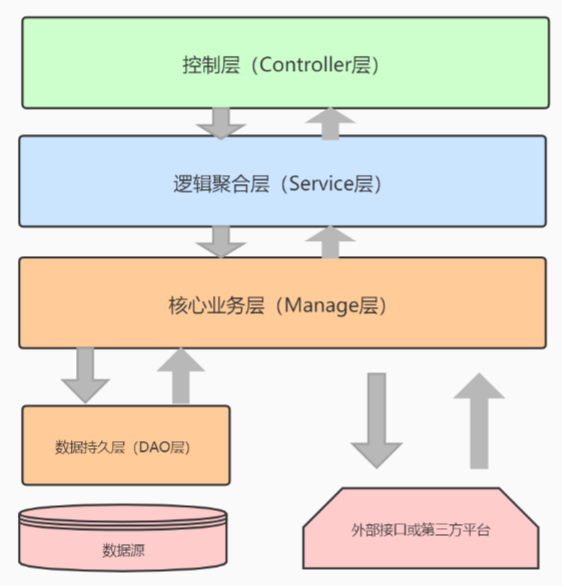 控制层（Controller层）
逻辑聚合层（Service层）
核心业务层（Manage层）
数据持久层（DAO层）
数据源
外部接口或第三方平台